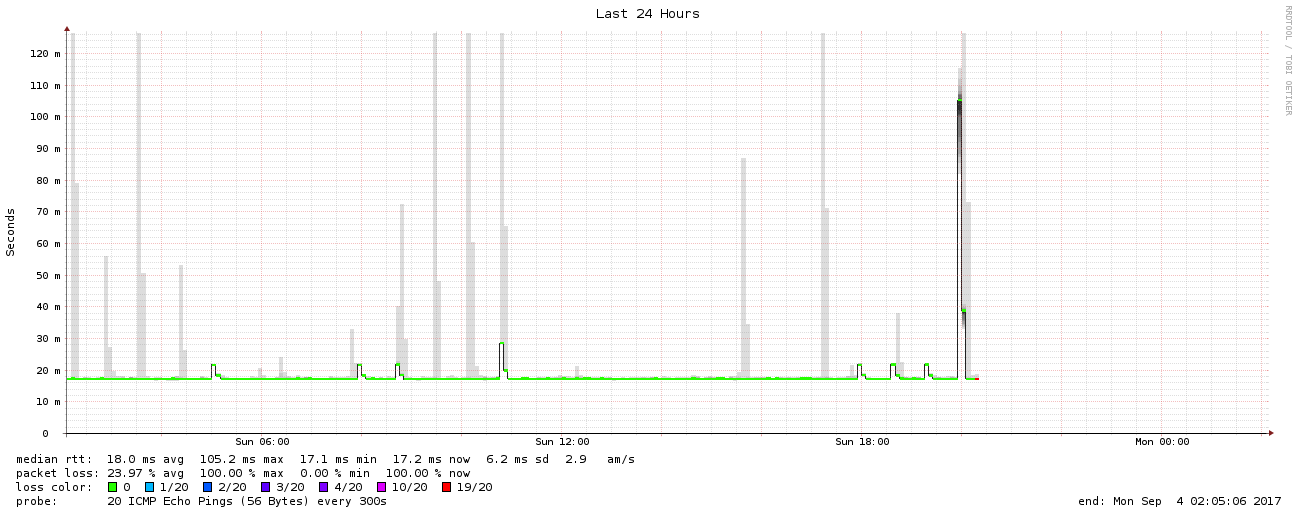 Last 24 Hours
RRDTOOL / TOBI OETIKER
Seconds
120 m
110 m
100 m
90 m
80 m
70 m
60 m
50 m
40 m
30 m
20 m
10 m
0
Sun 06:00 Sun 12:00 Sun 18:00 Mon 00:00
median rtt: 18.0 ms avg 105.2 ms max 17.1 ms min 17.2 ms now 6.2 ms sd 2.9 am/s
packet loss: 23.97 % avg 100.00 % max 0.00 % min 100.00 % now
loss color: 0 1/20 2/20 3/20 4/20 10/20 19/20
probe: 20 ICMP Echo Pings (56 Bytes) every 300s end: Mon Sep 4 02:05:06 2017